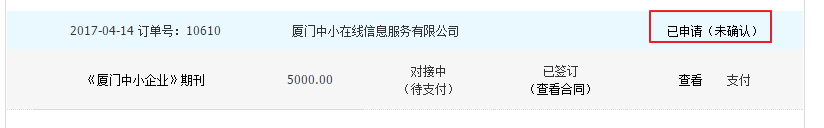 2017-04-14 订单号：10610 厦门中小在线信息服务有限公司 已申请（未确认）
《厦门中小企业》期刊 5000.00 对接中 已签订 查看 支付
（待支付） （查看合同）